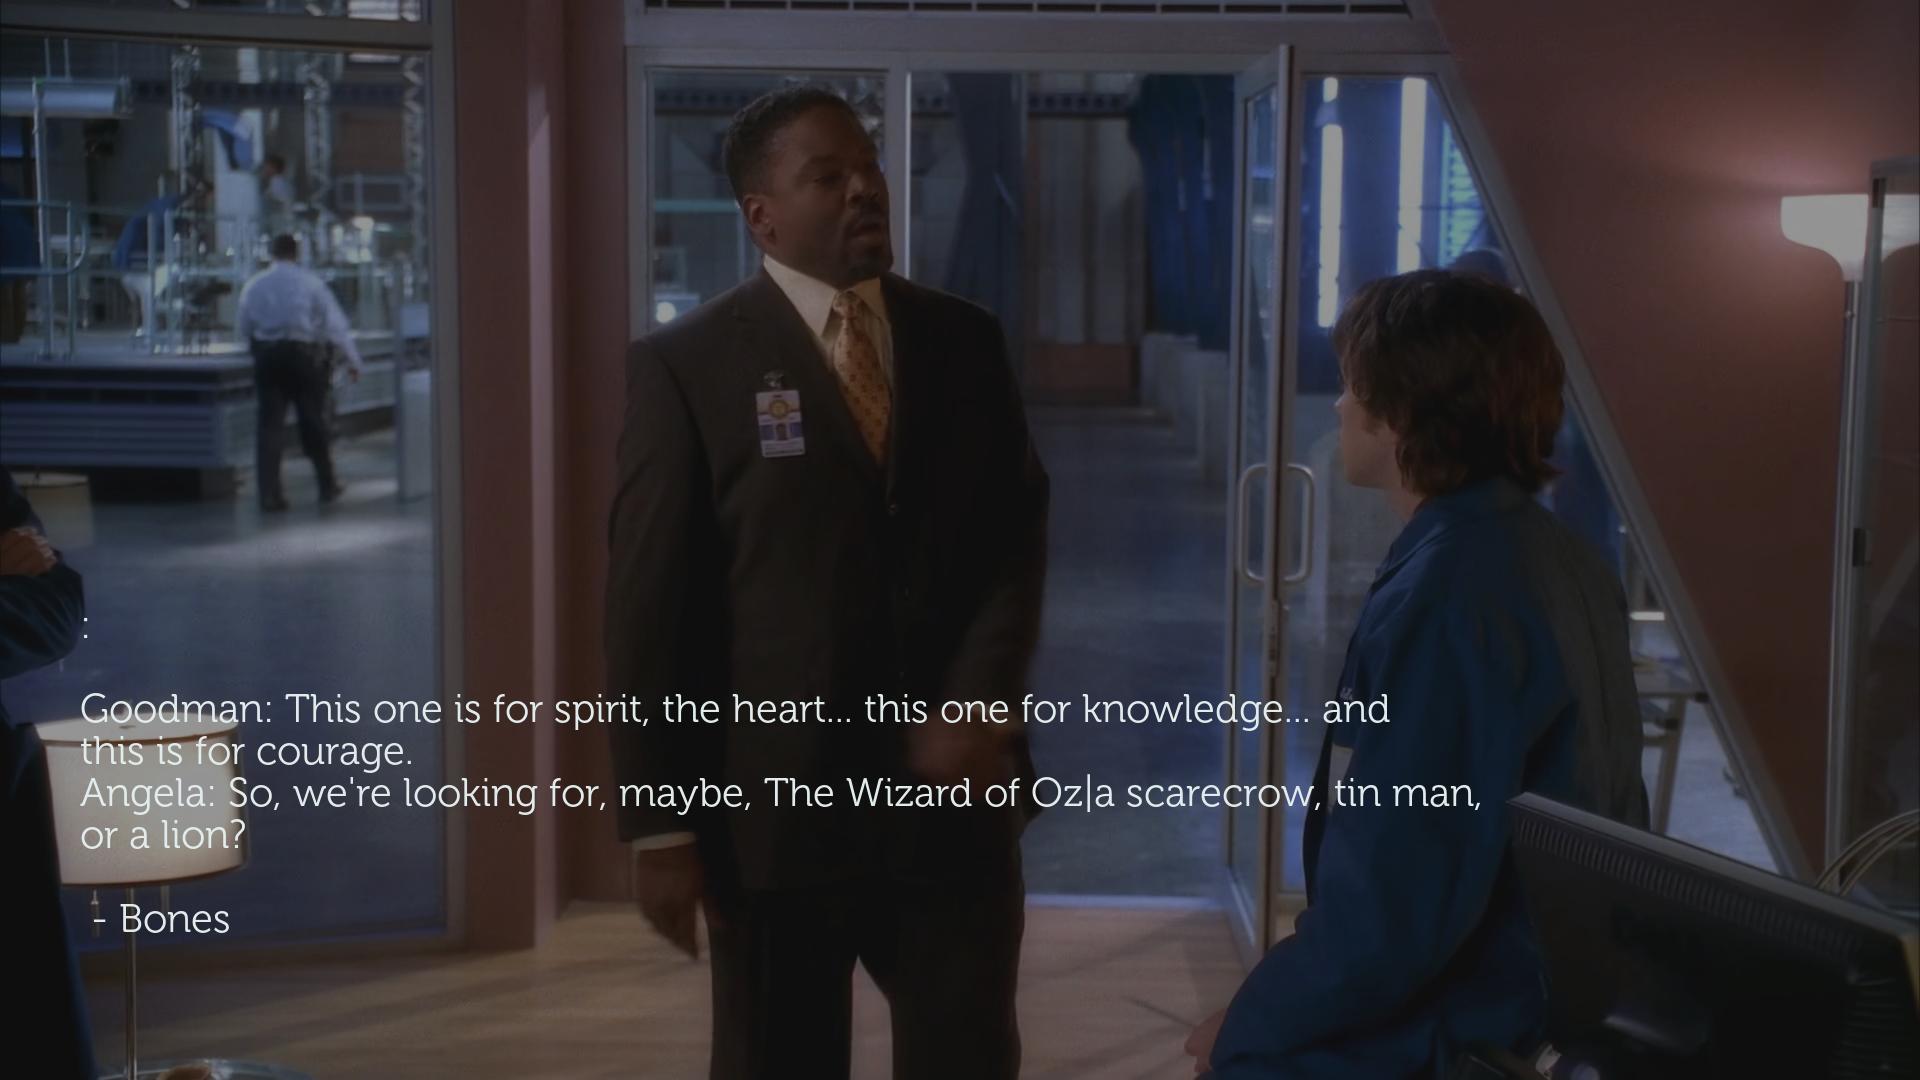 :
Goodman: This one is for spirit, the heart... this one for knowledge... and
this is for courage.
Angela: So, we're looking for, maybe, The Wizard of Oz|a scarecrow, tin man,
or a lion?
- Bones